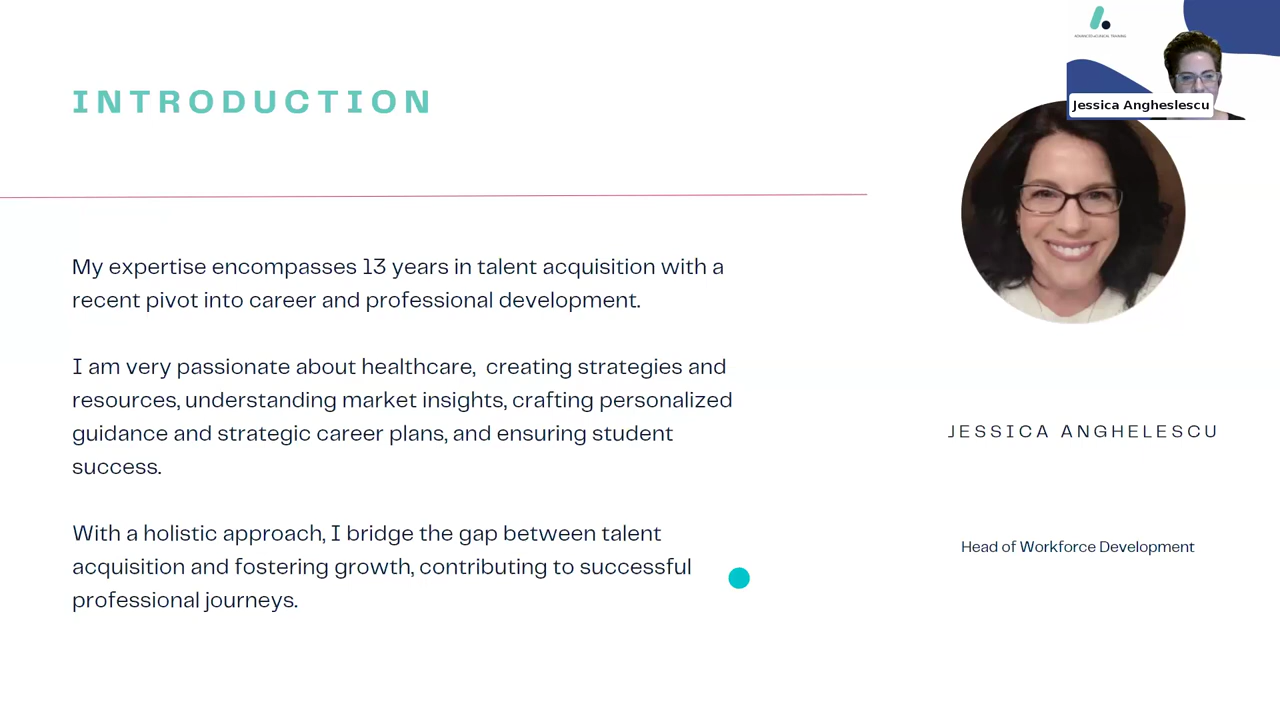 INTRODUCTION
My expertise encompasses 13 years in talent acquisition with a
recent pivot into career and professional development.
I am very passionate about healthcare,  creating strategies and
resources, understanding market insights, crafting personalized
guidance and strategic career plans, and ensuring student
success.
With a holistic approach, I bridge the gap between talent
acquisition and fostering growth, contributing to successful
professional journeys.
ADVANCED eCLINICAL TRAINING
Jessica Angheslescu
JESSICA ANGHELESCU
Head of Workforce Development